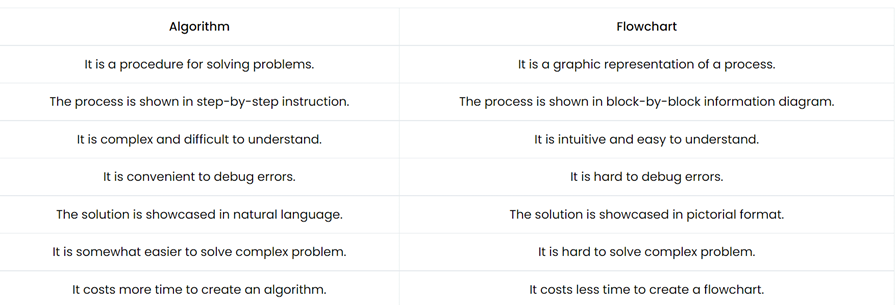 Algorithm Flowchart
It is a procedure for solving problems. It is a graphic representation of a process.
The process is shown in step-by-step instruction. The process is shown in block-by-block information diagram.
It is complex and difficult to understand. It is intuitive and easy to understand.
It is convenient to debug errors. It is hard to debug errors.
The solution is showcased in natural language. The solution is showcased in pictorial format.
It is somewhat easier to solve complex problem. It is hard to solve complex problem.
It costs more time to create an algorithm. It costs less time to create a flowchart.